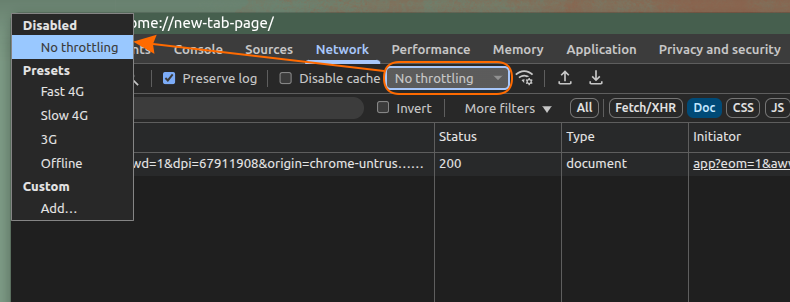 Disabled
No throttling
Presets
Fast 4G
Slow 4G
3G
Offline
Custom
Add...
ome://new-tab-page/
nts Console Sources Network Performance Memory Application Privacy and security
Preserve log Disable cache No throttling
Invert More filters All Fetch/XHR Doc CSS JS
Status Type Initiator
wd=1&dpi=67911908&origin=chrome-untrus…… 200 document app?eom=1&aw